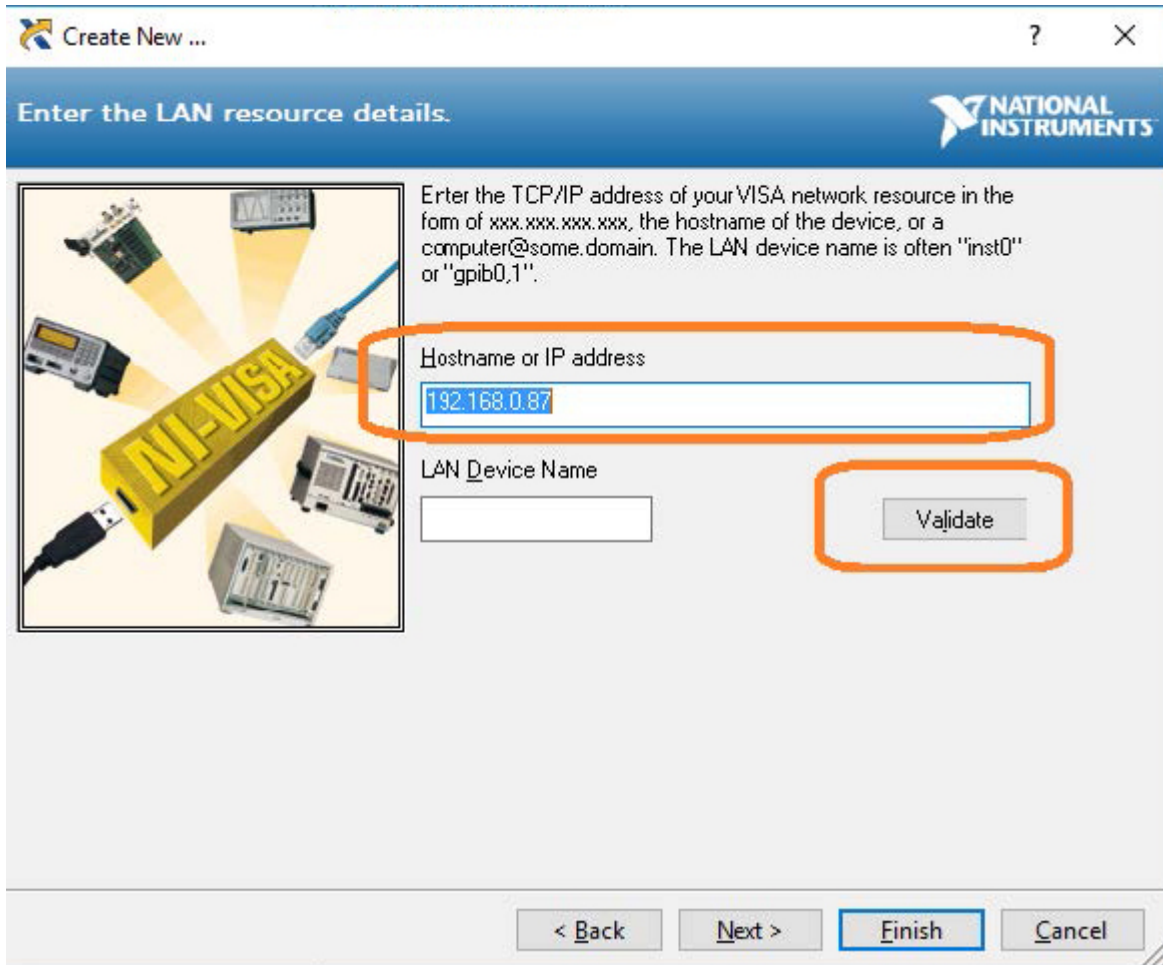 Create New ...
?
Enter the LAN resource details.
NATIONAL
INSTRUMENTS
Enter the TCP/IP address of your VISA network resource in the
form of xxx.xxx.xxx.xxx, the hostname of the device, or a
computer@some.domain. The LAN device name is often "inst0"
or "gpib0,1".
Hostname or IP address
192.168.0.87
LAN Device Name
Validate
NI-VISA
< Back
Next >
Finish
Cancel